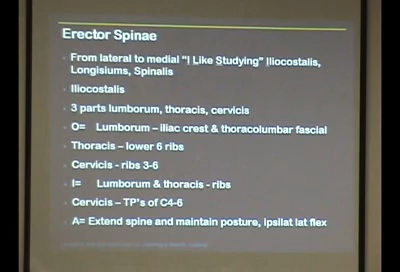 Erector Spinae
From lateral to medial "I Like Studying" Iliocostalis,
Longisiums, Spinalis
Iliocostalis
3 parts lumborum, thoracis, cervicis
O= Lumborum – iliac crest & thoracolumbar fascial
Thoracis – lower 6 ribs
Cervicis - ribs 3-6
I= Lumborum & thoracis - ribs
Cervicis – TP's of C4-6
A= Extend spine and maintain posture, ipsilat lat flex